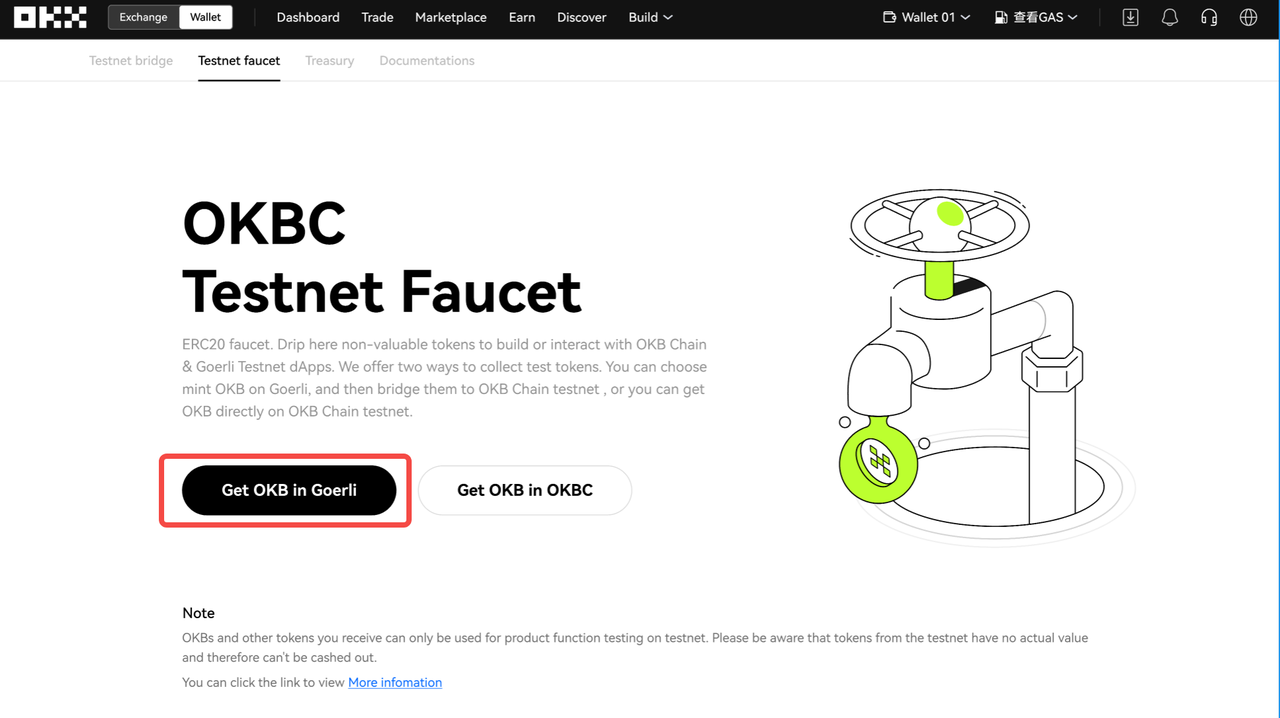 OKX
Exchange Wallet Dashboard Trade Marketplace Earn Discover Build Wallet 01 查看GAS
Testnet bridge Testnet faucet Treasury Documentations
OKBC
Testnet Faucet
ERC20 faucet. Drip here non-valuable tokens to build or interact with OKB Chain
& Goerli Testnet dApps. We offer two ways to collect test tokens. You can choose
mint OKB on Goerli, and then bridge them to OKB Chain testnet , or you can get
OKB directly on OKB Chain testnet.
Get OKB in Goerli Get OKB in OKBC
Note
OKBs and other tokens you receive can only be used for product function testing on testnet. Please be aware that tokens from the testnet have no actual value
and therefore can't be cashed out.
You can click the link to view More infomation